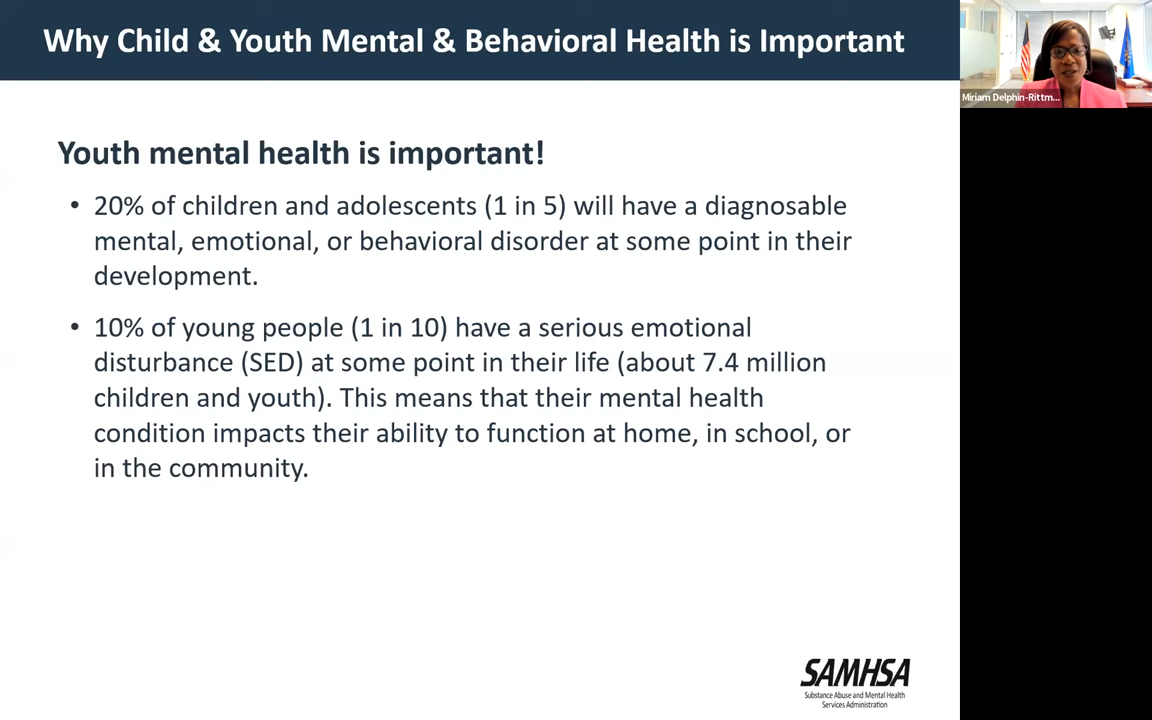 Why Child & Youth Mental & Behavioral Health is Important
Miriam Delphin-Rittm...
Youth mental health is important!
• 20% of children and adolescents (1 in 5) will have a diagnosable
mental, emotional, or behavioral disorder at some point in their
development.
• 10% of young people (1 in 10) have a serious emotional
disturbance (SED) at some point in their life (about 7.4 million
children and youth). This means that their mental health
condition impacts their ability to function at home, in school, or
in the community.
SAMHSA
Substance Abuse and Mental Health
Services Administration